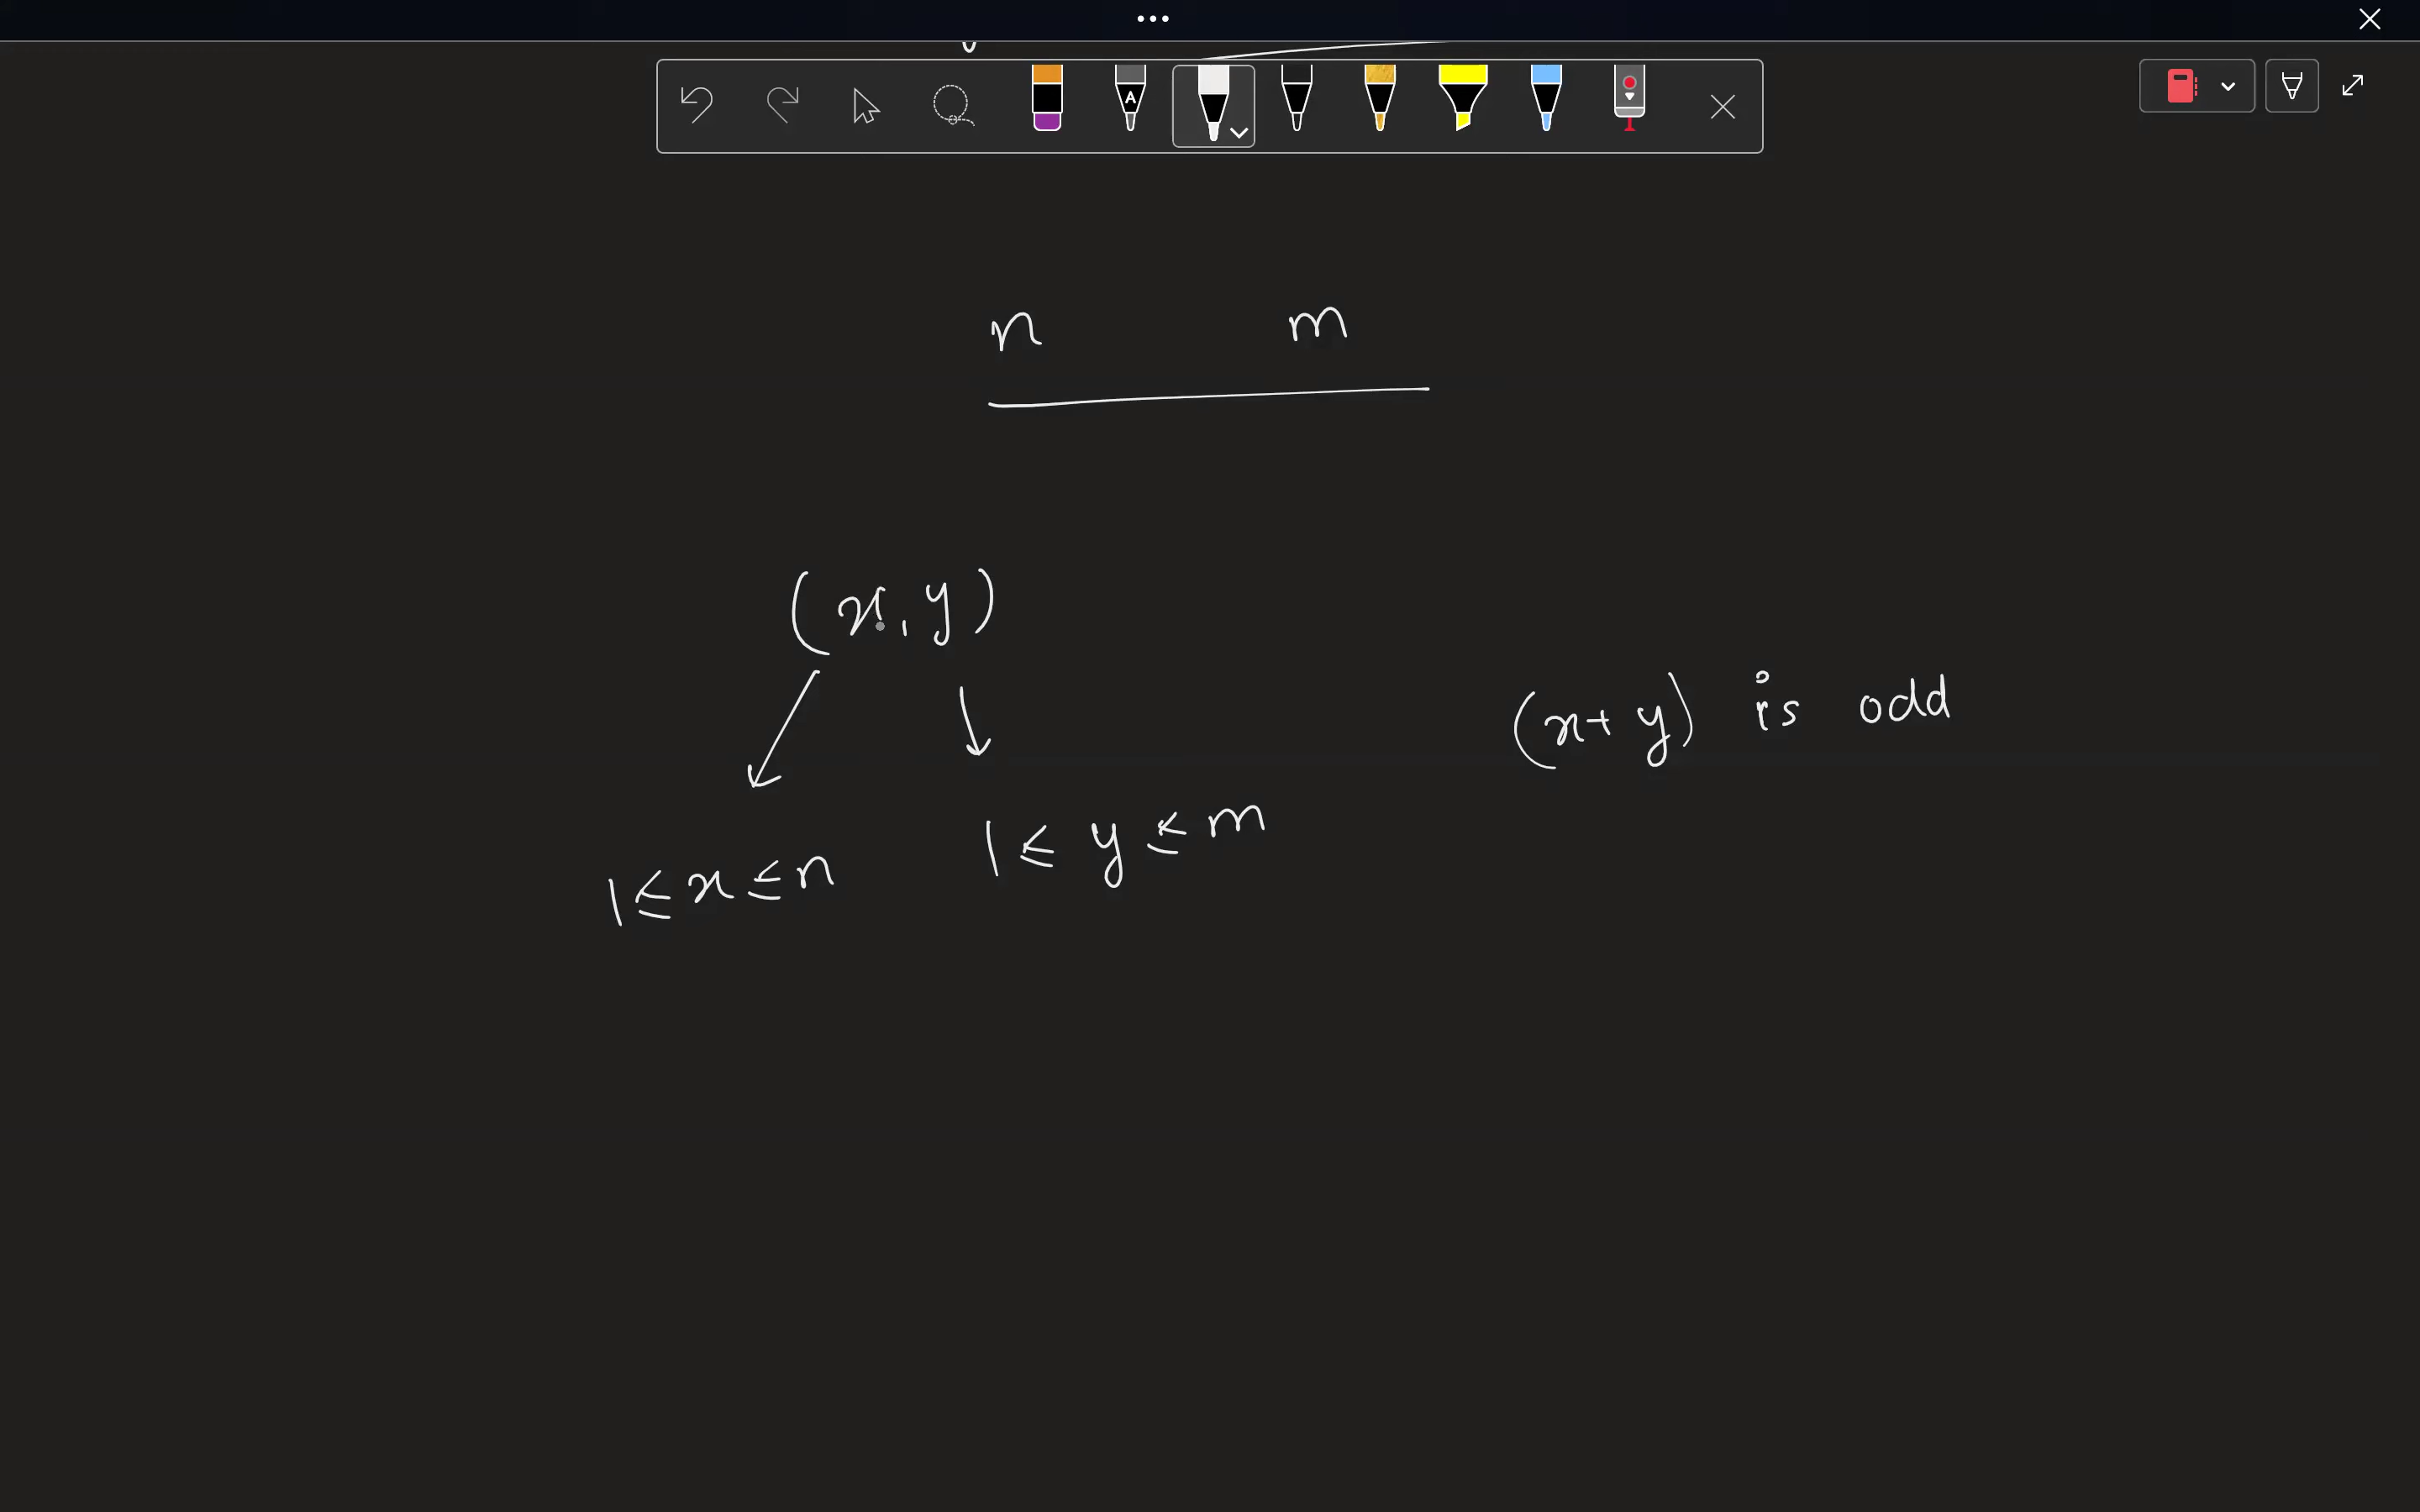 n m
(x, y)
(x+y) is odd
1 ≤ x ≤ n
1 ≤ y ≤ m